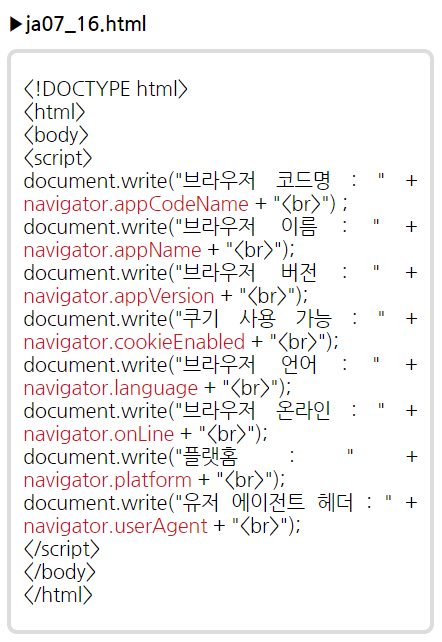 ▶ja07_16.html
<!DOCTYPE html>
<html>
<body>
<script>
document.write("브라우저 코드명 : " +
navigator.appCodeName + "<br>") ;
document.write("브라우저 이름 : " +
navigator.appName + "<br>");
document.write("브라우저 버전 : " +
navigator.appVersion + "<br>");
document.write("쿠기 사용 가능 : " +
navigator.cookieEnabled + "<br>");
document.write("브라우저 언어 : " +
navigator.language + "<br>");
document.write("브라우저 온라인 : " +
navigator.onLine + "<br>");
document.write("플랫홈 : " +
navigator.platform + "<br>");
document.write("유저 에이전트 헤더 : " +
navigator.userAgent + "<br>");
</script>
</body>
</html>